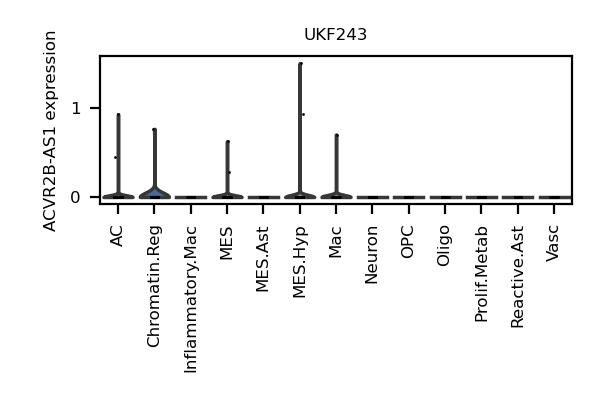 UKF243
ACVR2B-AS1 expression
1
0
AC
Chromatin.Reg
Inflammatory.Mac
MES
MES.Ast
MES.Hyp
Mac
Neuron
OPC
Oligo
Prolif.Metab
Reactive.Ast
Vasc